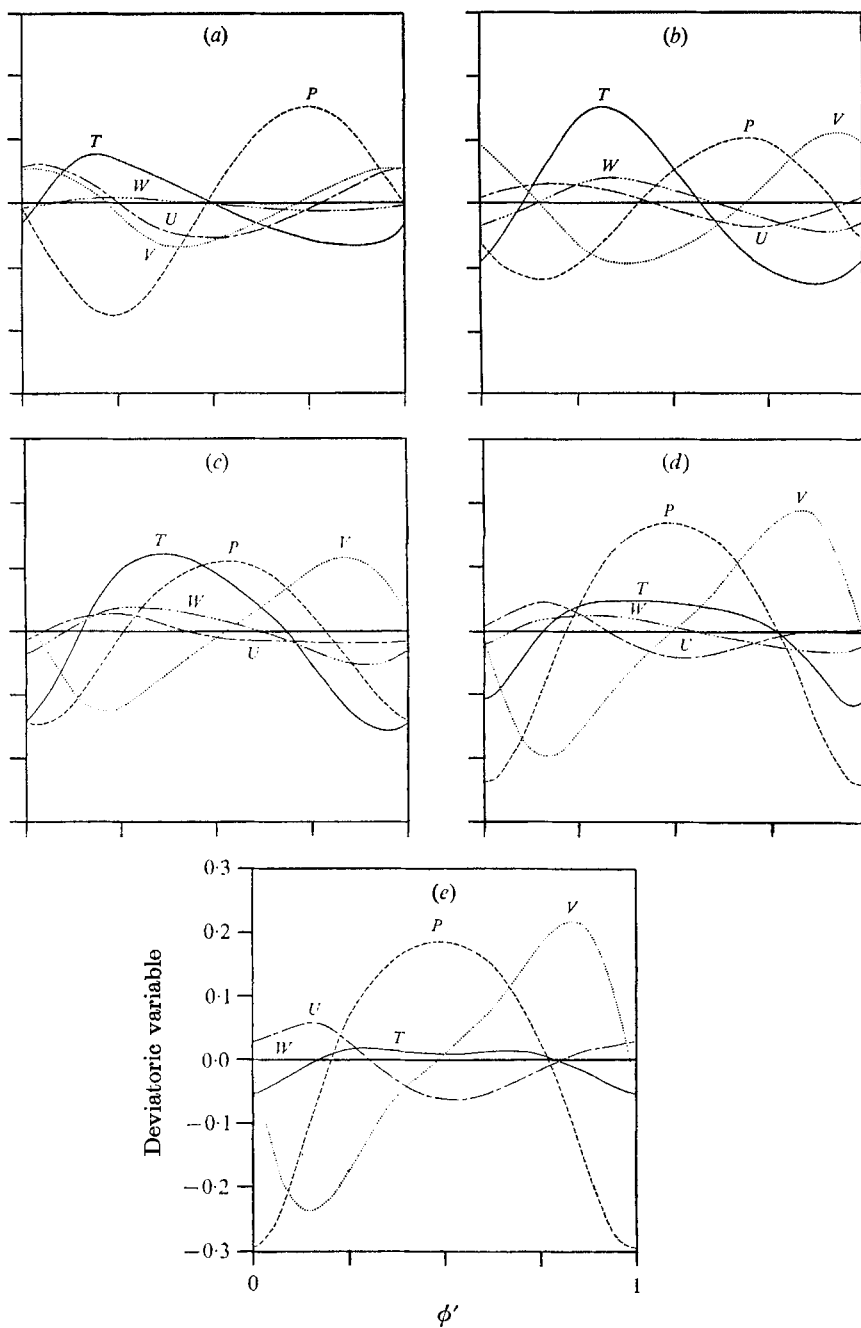 (a)
P
T
W
U
V
(b)
T
V
P
W
U
(c)
T
P
V
W
U
(d)
V
P
T
W
U
(e)
V
P
U
T
W
0·3
0·2
0·1
0·0
−0·1
−0·2
−0·3
Deviatoric variable
0
1
ϕ′